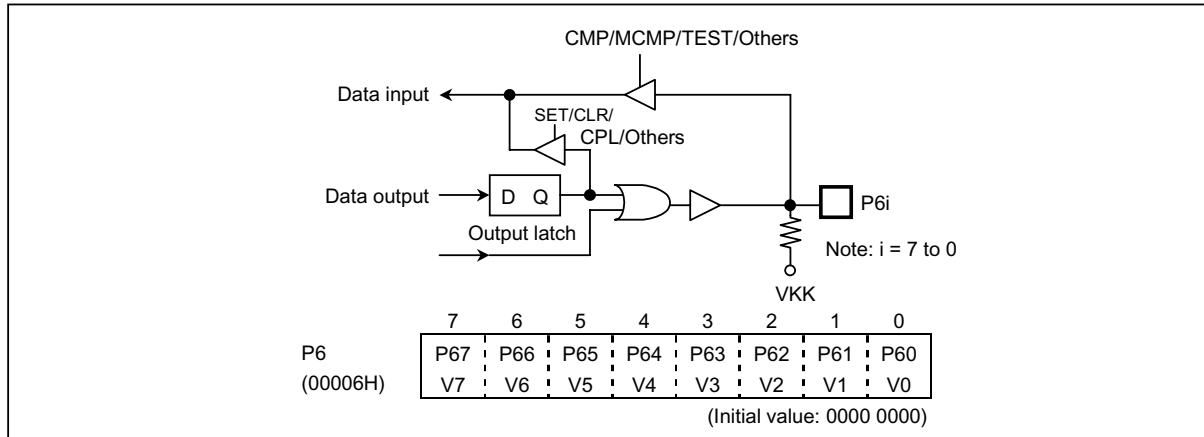 CMP/MCMP/TEST/Others
Data input
SET/CLR/
CPL/Others
Data output
D Q
P6i
Output latch
Note: i = 7 to 0
VKK
7 6 5 4 3 2 1 0
P6 P67 P66 P65 P64 P63 P62 P61 P60
(00006H) V7 V6 V5 V4 V3 V2 V1 V0
(Initial value: 0000 0000)